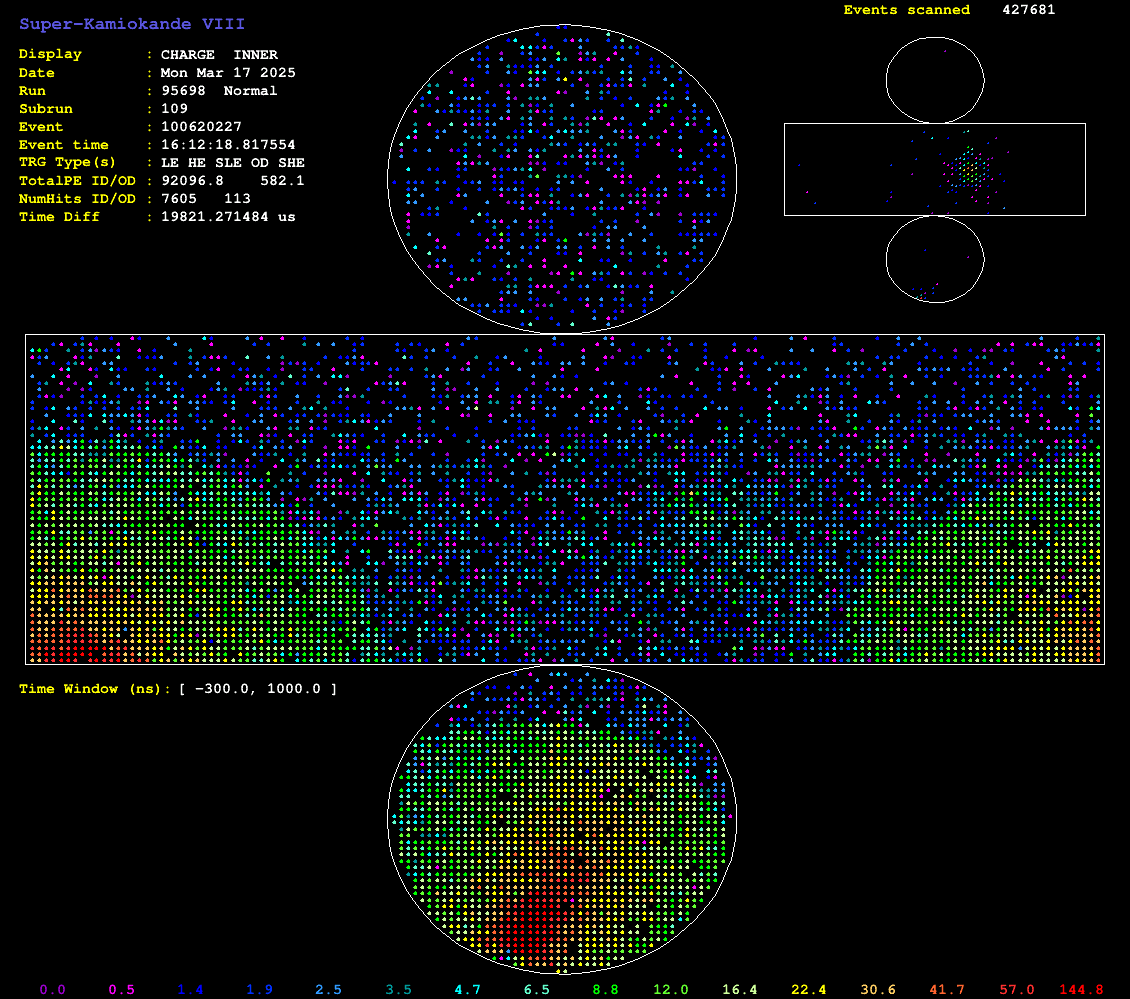 Super-Kamiokande VIII
Events scanned 427681
Display : CHARGE INNER
Date : Mon Mar 17 2025
Run : 95698 Normal
Subrun : 109
Event : 100620227
Event time : 16:12:18.817554
TRG Type(s) : LE HE SLE OD SHE
TotalPE ID/OD : 92096.8 582.1
NumHits ID/OD : 7605 113
Time Diff : 19821.271484 us
Time Window (ns): [ -300.0, 1000.0 ]
0.0 0.5 1.4 1.9 2.5 3.5 4.7 6.5 8.8 12.0 16.4 22.4 30.6 41.7 57.0 144.8